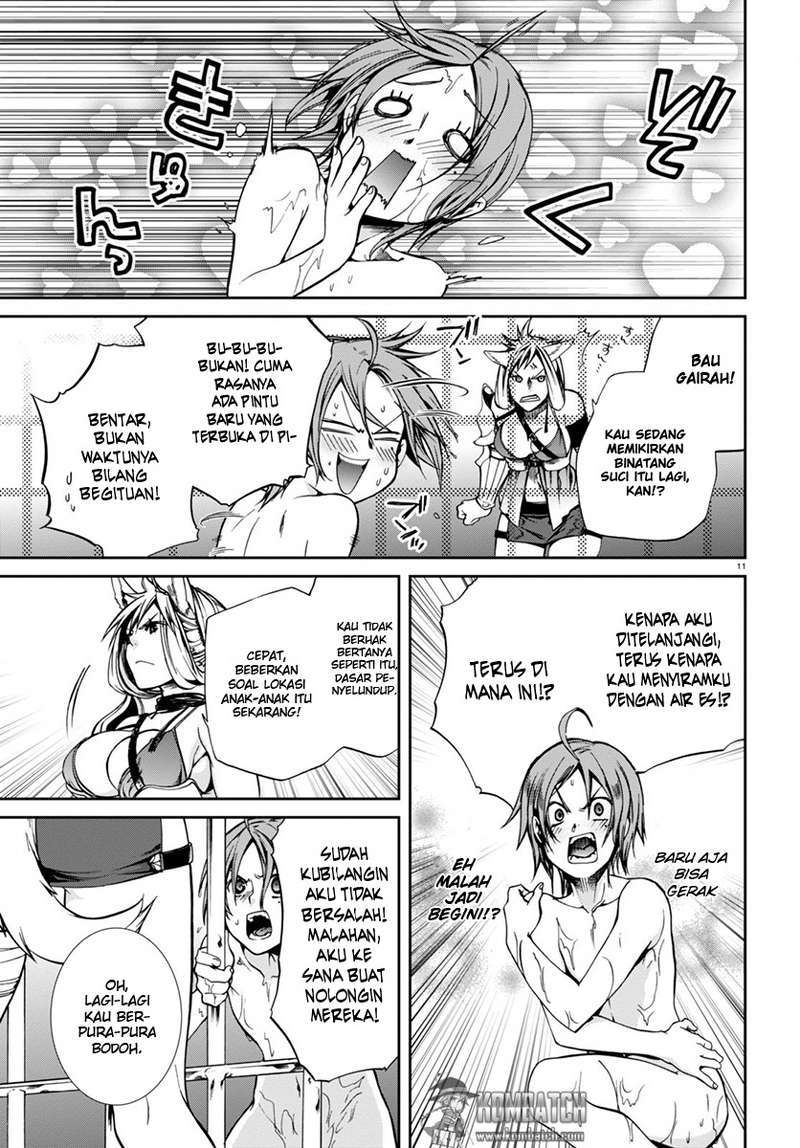 ぞく
きゅんっ
BAU
GAIRAH!
KAU SEDANG
MEMIKIRKAN
BINATANG
SUCI ITU LAGI,
KAN!?
BU-BU-BU-
BUKAN! CUMA
RASANYA
ADA PINTU
BARU YANG
TERBUKA DI PI-
BENTAR,
BUKAN
WAKTUNYA
BILANG
BEGITUAN!
11
KENAPA AKU
DITELANJANGI,
TERUS KENAPA
KAU MENYIRAMKU
DENGAN AIR ES!?
TERUS DI
MANA INI!?
BARU AJA
BISA
GERAK
EH
MALAH
JADI
BEGINI!?
KAU TIDAK
BERHAK
BERTANYA
SEPERTI ITU,
DASAR PE-
NYELUNDUP.
CEPAT,
BEBERKAN
SOAL LOKASI
ANAK-ANAK ITU
SEKARANG!
SUDAH
KUBILANGIN
AKU TIDAK
BERSALAH!
MALAHAN,
AKU KE
SANA BUAT
NOLONGIN
MEREKA!
OH,
LAGI-LAGI
KAU BER-
PURA-PURA
BODOH.
KOMBATCH
www.kombatch.com